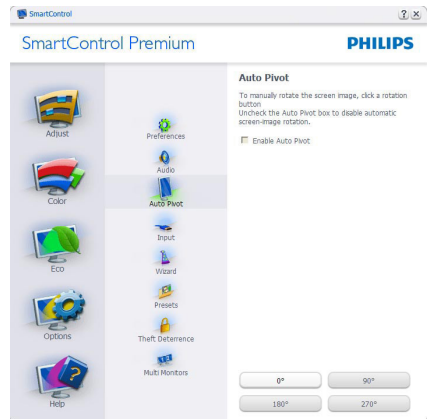 SmartControl
SmartControl Premium
PHILIPS
Adjust
Color
Eco
Options
Help
Preferences
Audio
Auto Pivot
Input
Wizard
Presets
Theft Deterrence
Multi Monitors
Auto Pivot
To manually rotate the screen image, click a rotation
button
Uncheck the Auto Pivot box to disable automatic
screen-image rotation.
Enable Auto Pivot
0°
90°
180°
270°